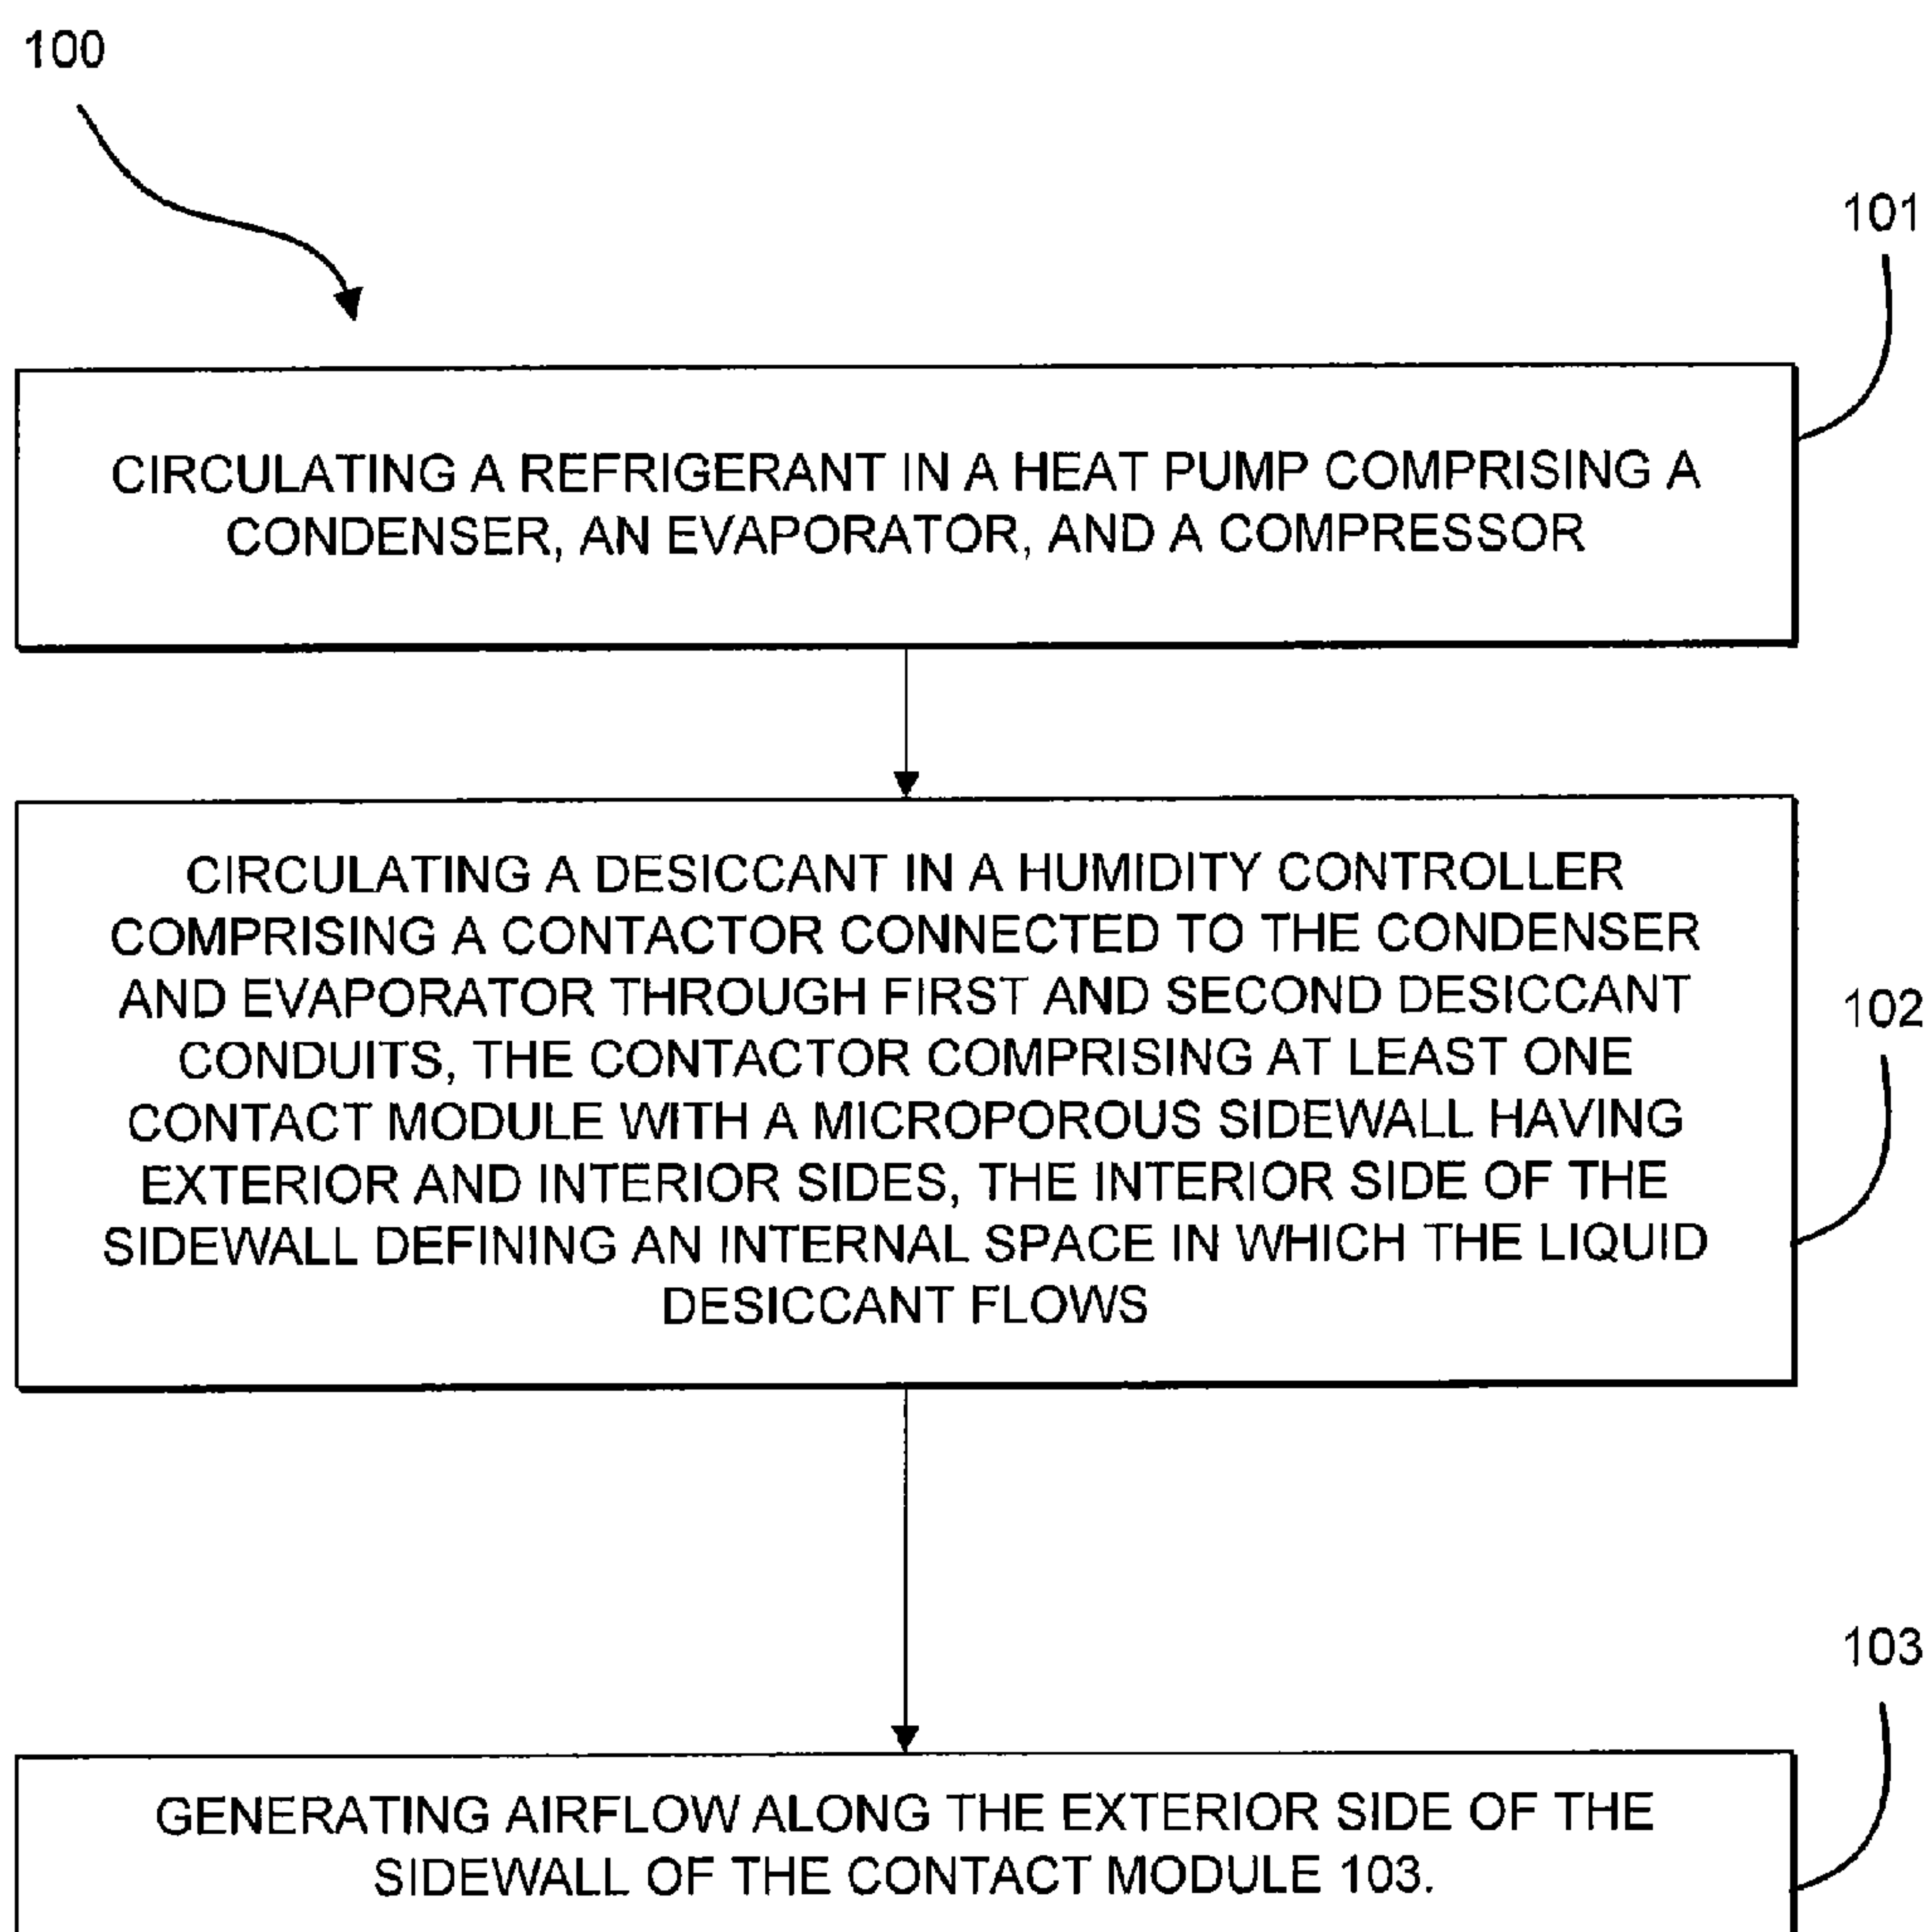 100
101
CIRCULATING A REFRIGERANT IN A HEAT PUMP COMPRISING A
CONDENSER, AN EVAPORATOR, AND A COMPRESSOR
CIRCULATING A DESICCANT IN A HUMIDITY CONTROLLER
COMPRISING A CONTACTOR CONNECTED TO THE CONDENSER
AND EVAPORATOR THROUGH FIRST AND SECOND DESICCANT
CONDUITS, THE CONTACTOR COMPRISING AT LEAST ONE
CONTACT MODULE WITH A MICROPOROUS SIDEWALL HAVING
EXTERIOR AND INTERIOR SIDES, THE INTERIOR SIDE OF THE
SIDEWALL DEFINING AN INTERNAL SPACE IN WHICH THE LIQUID
DESICCANT FLOWS
102
103
GENERATING AIRFLOW ALONG THE EXTERIOR SIDE OF THE
SIDEWALL OF THE CONTACT MODULE 103.